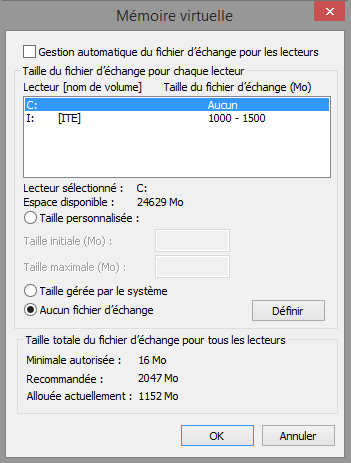 Mémoire virtuelle
Gestion automatique du fichier d'échange pour les lecteurs
Taille du fichier d'échange pour chaque lecteur
Lecteur [nom de volume] Taille du fichier d'échange (Mo)
C: Aucun
I: [ITE] 1000 - 1500
Lecteur sélectionné : C:
Espace disponible : 24629 Mo
Taille personnalisée :
Taille initiale (Mo) :
Taille maximale (Mo) :
Taille gérée par le système
Aucun fichier d'échange Définir
Taille totale du fichier d'échange pour tous les lecteurs
Minimale autorisée : 16 Mo
Recommandée : 2047 Mo
Allouée actuellement : 1152 Mo
OK Annuler